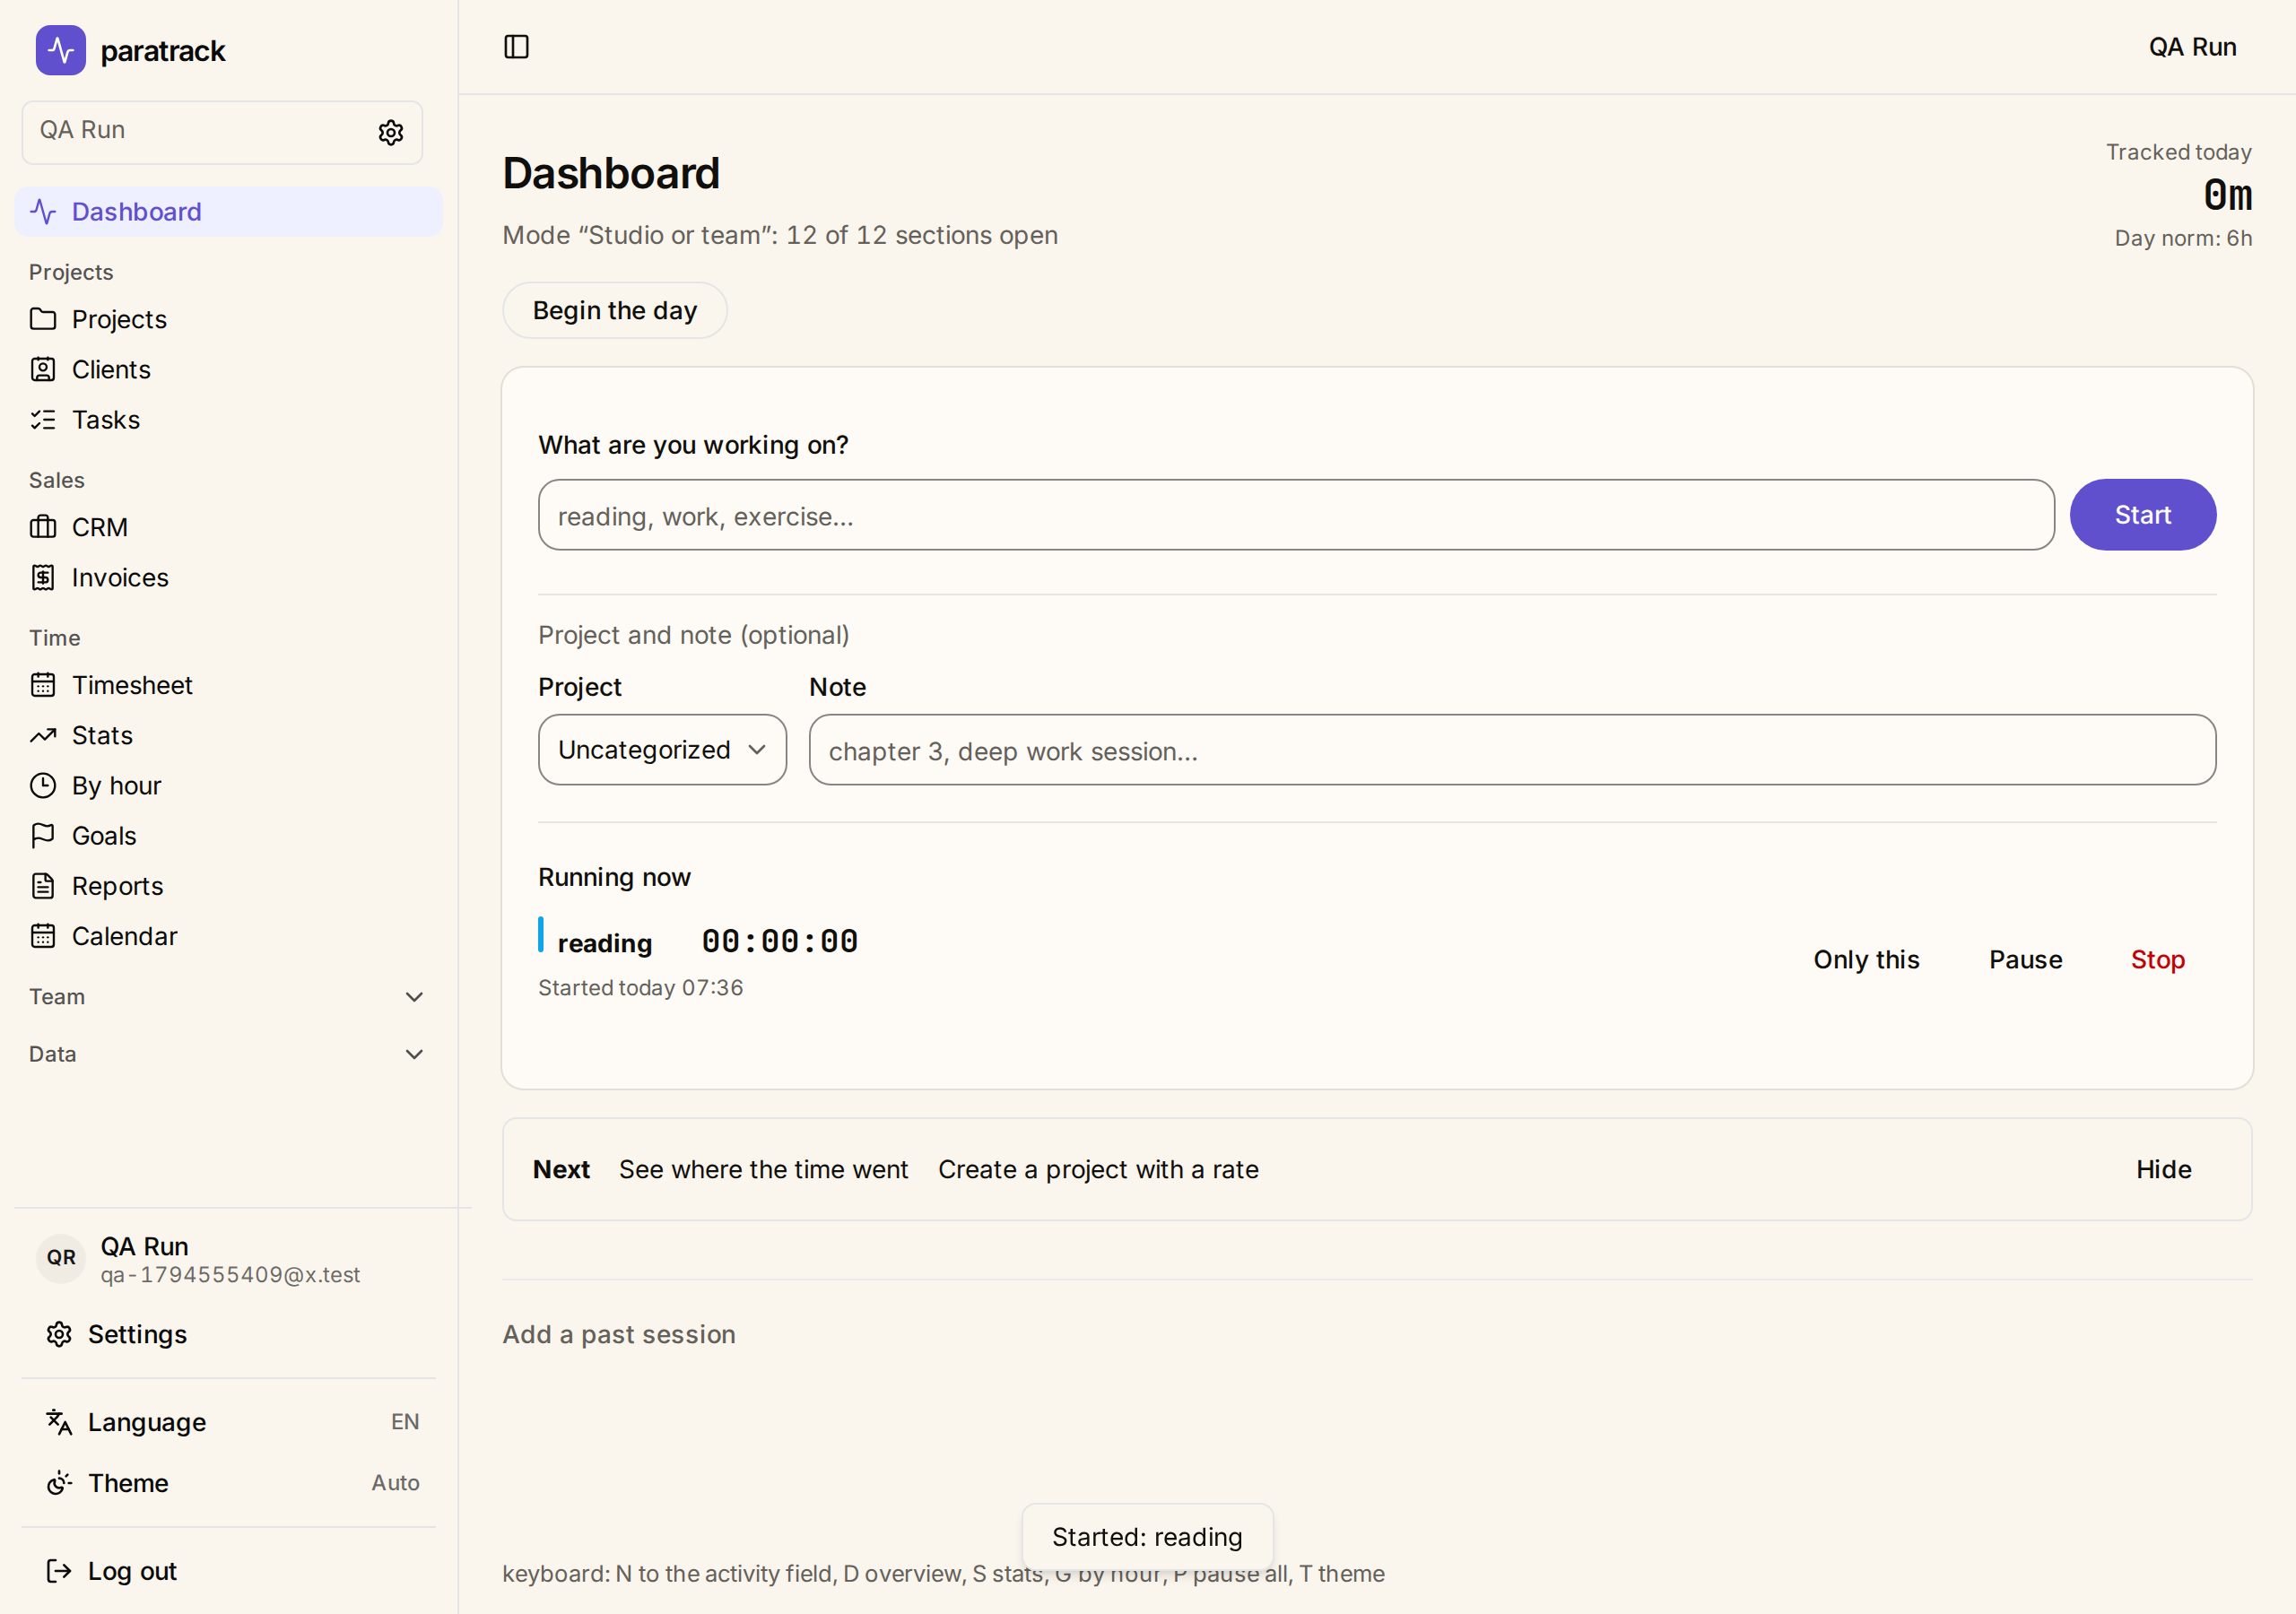 paratrack
QA Run
Dashboard
Projects
Projects
Clients
Tasks
Sales
CRM
Invoices
Time
Timesheet
Stats
By hour
Goals
Reports
Calendar
Team
Data
QR
QA Run
qa-1794555409@x.test
Settings
Language EN
Theme Auto
Log out
QA Run
Dashboard
Mode “Studio or team”: 12 of 12 sections open
Tracked today
0m
Day norm: 6h
Begin the day
What are you working on?
reading, work, exercise...
Start
Project and note (optional)
Project Note
Uncategorized
chapter 3, deep work session...
Running now
reading 00:00:00
Started today 07:36
Only this Pause Stop
Next See where the time went Create a project with a rate Hide
Add a past session
Started: reading
keyboard: N to the activity field, D overview, S stats, G by hour, P pause all, T theme